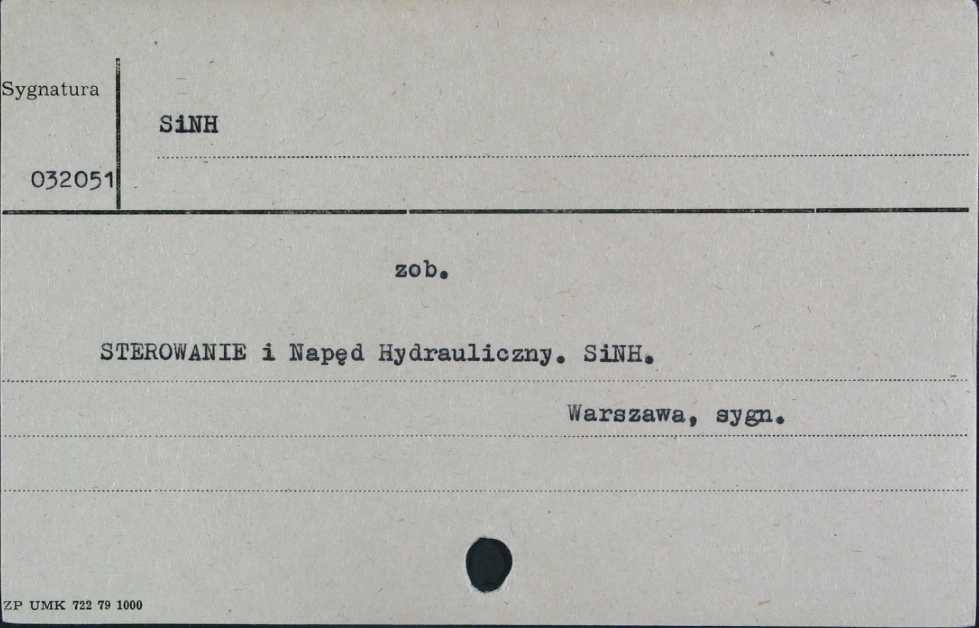 Sygnatura
SiNH
032051
zob.
STEROWANIE i Napęd Hydrauliczny. SiNH.
Warszawa, sygn.
ZP UMK 722 79 1000